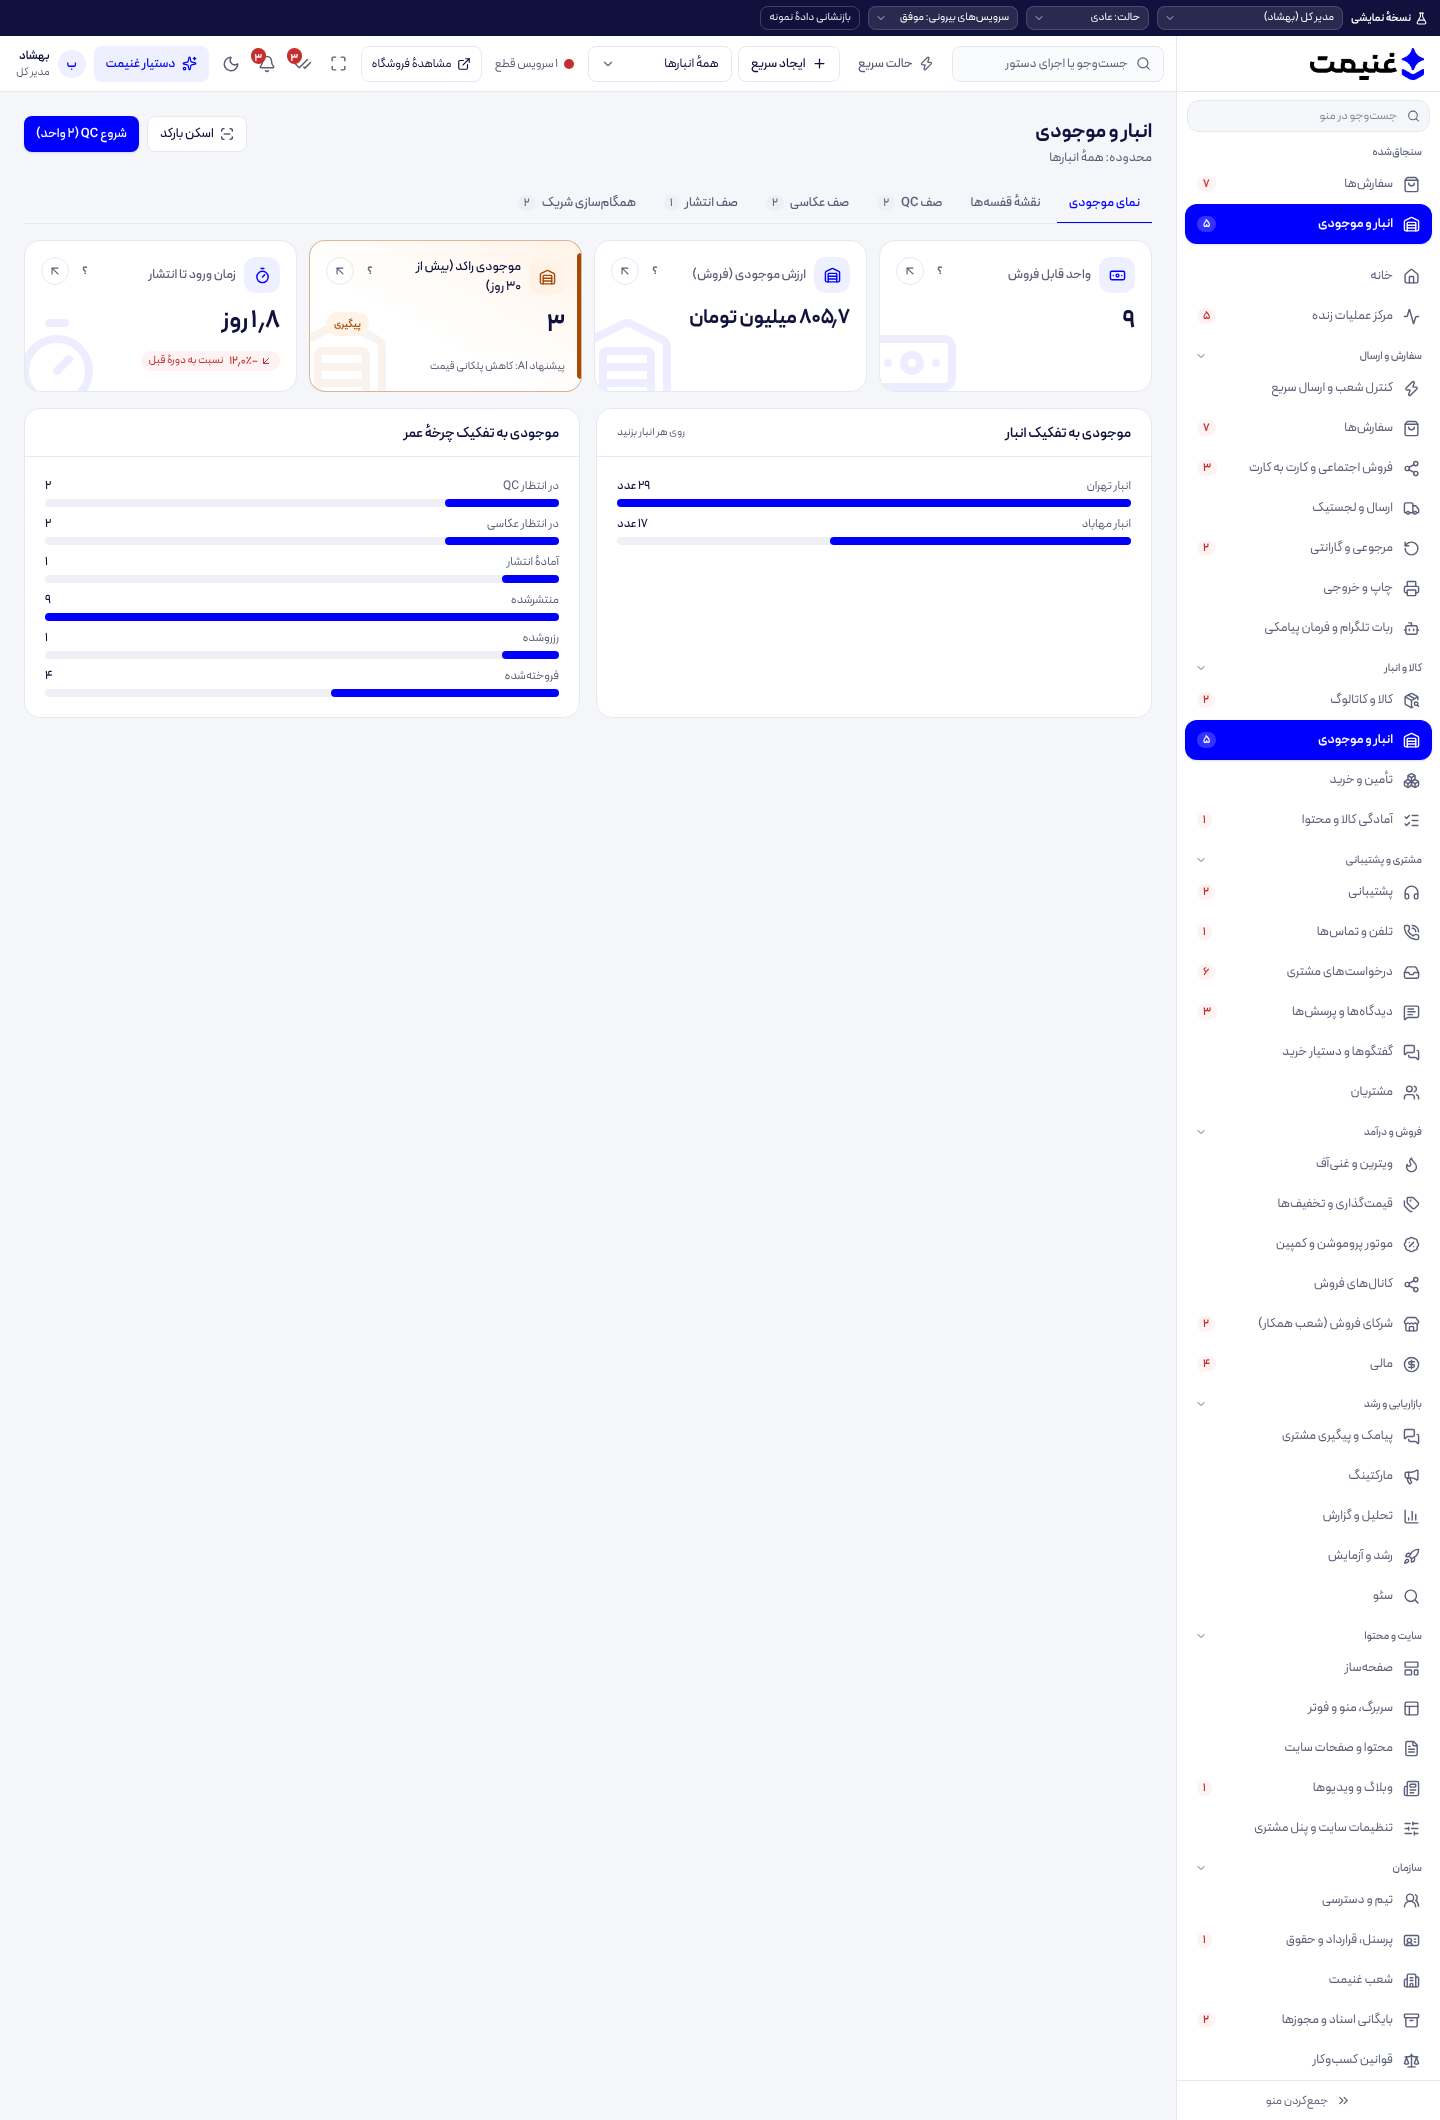 نسخهٔ نمایشی
مدیر کل (بهشاد)
حالت: عادی
سرویس‌های بیرونی: موفق
بازنشانی دادهٔ نمونه
غنیمت
جست‌وجو یا اجرای دستور
حالت سریع
ایجاد سریع
همهٔ انبارها
۱ سرویس قطع
مشاهدهٔ فروشگاه
۳
۳
دستیار غنیمت
ب
بهشاد
مدیر کل
جست‌وجو در منو
سنجاق‌شده
سفارش‌ها ۷
انبار و موجودی ۵
خانه
مرکز عملیات زنده ۵
سفارش و ارسال
کنترل شعب و ارسال سریع
سفارش‌ها ۷
فروش اجتماعی و کارت به کارت ۳
ارسال و لجستیک
مرجوعی و گارانتی ۲
چاپ و خروجی
ربات تلگرام و فرمان پیامکی
کالا و انبار
کالا و کاتالوگ ۲
انبار و موجودی ۵
تأمین و خرید
آمادگی کالا و محتوا ۱
مشتری و پشتیبانی
پشتیبانی ۲
تلفن و تماس‌ها ۱
درخواست‌های مشتری ۶
دیدگاه‌ها و پرسش‌ها ۳
گفتگوها و دستیار خرید
مشتریان
فروش و درآمد
ویترین و غنی‌آف
قیمت‌گذاری و تخفیف‌ها
موتور پروموشن و کمپین
کانال‌های فروش
شرکای فروش (شعب همکار) ۲
مالی ۴
بازاریابی و رشد
پیامک و پیگیری مشتری
مارکتینگ
تحلیل و گزارش
رشد و آزمایش
سئو
سایت و محتوا
صفحه‌ساز
سربرگ، منو و فوتر
محتوا و صفحات سایت
وبلاگ و ویدیوها ۱
تنظیمات سایت و پنل مشتری
سازمان
تیم و دسترسی
پرسنل، قرارداد و حقوق ۱
شعب غنیمت
بایگانی اسناد و مجوزها ۲
قوانین کسب‌وکار
جمع‌کردن منو
انبار و موجودی
محدوده: همهٔ انبارها
اسکن بارکد
شروع QC (۲ واحد)
نمای موجودی
نقشهٔ قفسه‌ها
صف QC ۲
صف عکاسی ۲
صف انتشار ۱
همگام‌سازی شریک ۲
واحد قابل فروش
؟
۹
ارزش موجودی (فروش)
؟
۸۰۵٫۷ میلیون تومان
موجودی راکد (بیش از
۳۰ روز)
؟
۳
پیگیری
پیشنهاد AI: کاهش پلکانی قیمت
زمان ورود تا انتشار
؟
۱٫۸ روز
−۱۲٫۰٪ نسبت به دورهٔ قبل
موجودی به تفکیک انبار
روی هر انبار بزنید
انبار تهران ۲۹ عدد
انبار مهاباد ۱۷ عدد
موجودی به تفکیک چرخهٔ عمر
در انتظار QC ۲
در انتظار عکاسی ۲
آمادهٔ انتشار ۱
منتشرشده ۹
رزروشده ۱
فروخته‌شده ۴